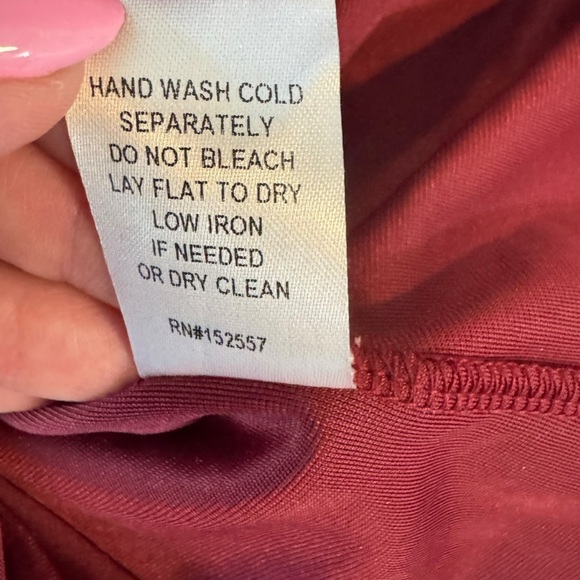 HAND WASH COLD
SEPARATELY
DO NOT BLEACH
LAY FLAT TO DRY
LOW IRON
IF NEEDED
OR DRY CLEAN
RN#152557